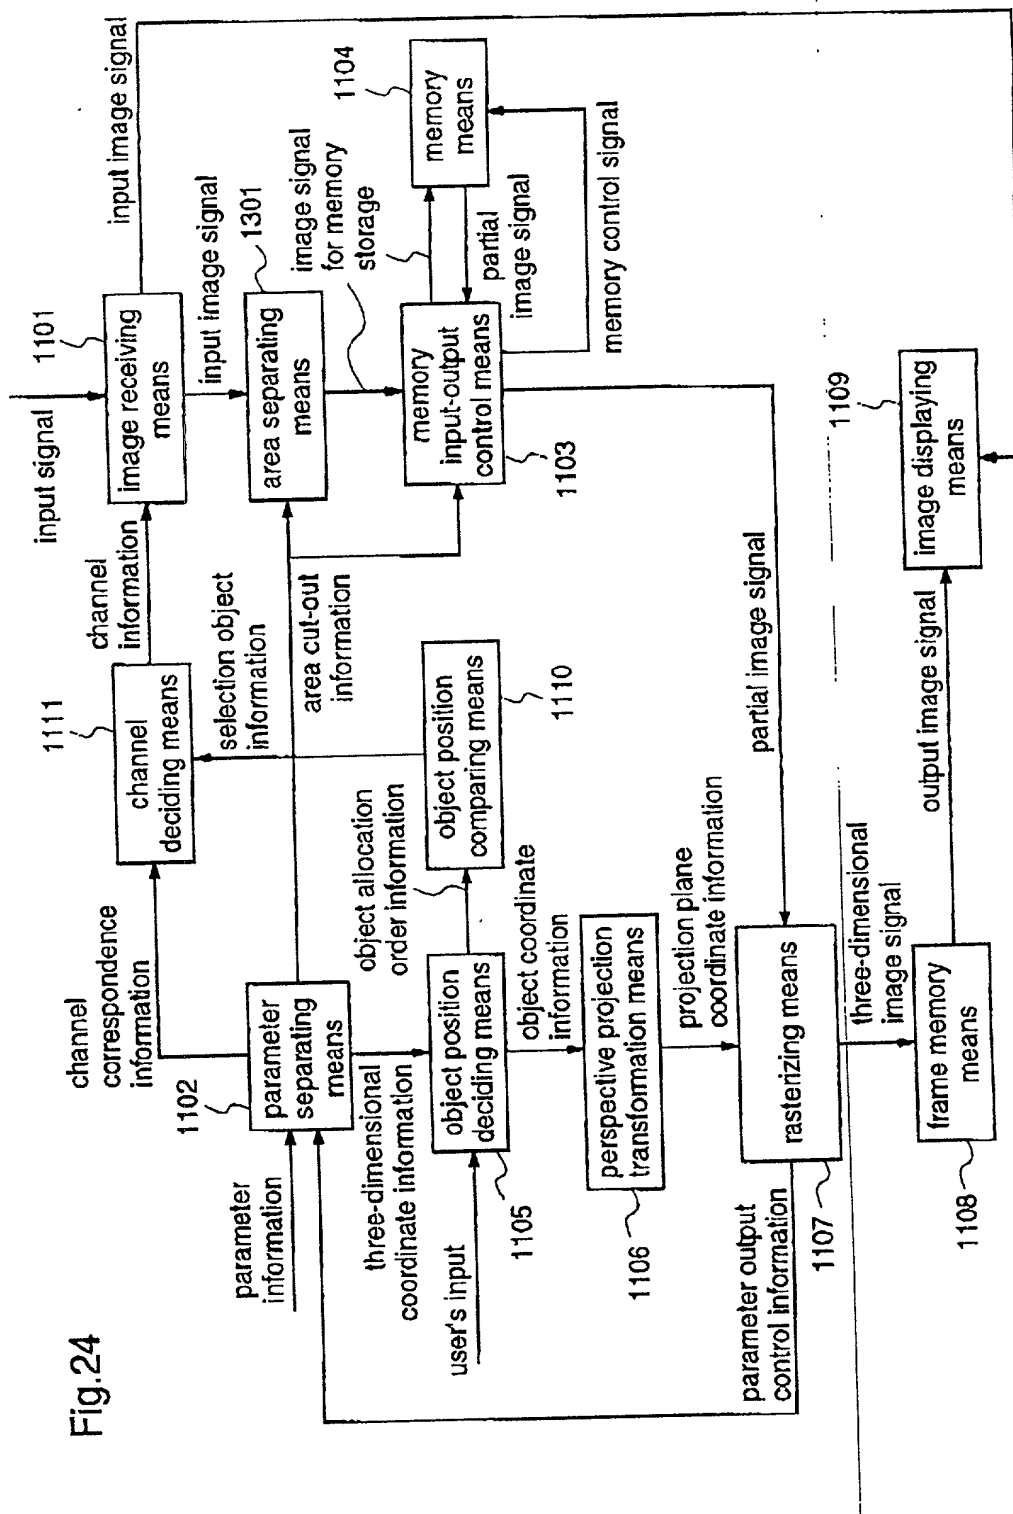 Fig.24
parameter
information
1102
parameter
separating
means
channel
correspondence
information
1111
channel
deciding means
channel
information
input signal
1101
image receiving
means
input image signal
input image signal
selection object
information
area cut-out
information
1301
area separating
means
image signal
for memory
storage
1104
memory
means
memory
input-output
control means
1103
partial
image signal
memory control signal
three-dimensional
coordinate information
user's input
object position
deciding means
1105
object allocation
order information
object position
comparing means
1110
object coordinate
information
perspective projection
transformation means
1106
projection plane
coordinate information
partial image signal
parameter output
control information
rasterizing means
1107
three-dimensional
image signal
frame memory
means
1108
output image signal
image displaying
means
1109